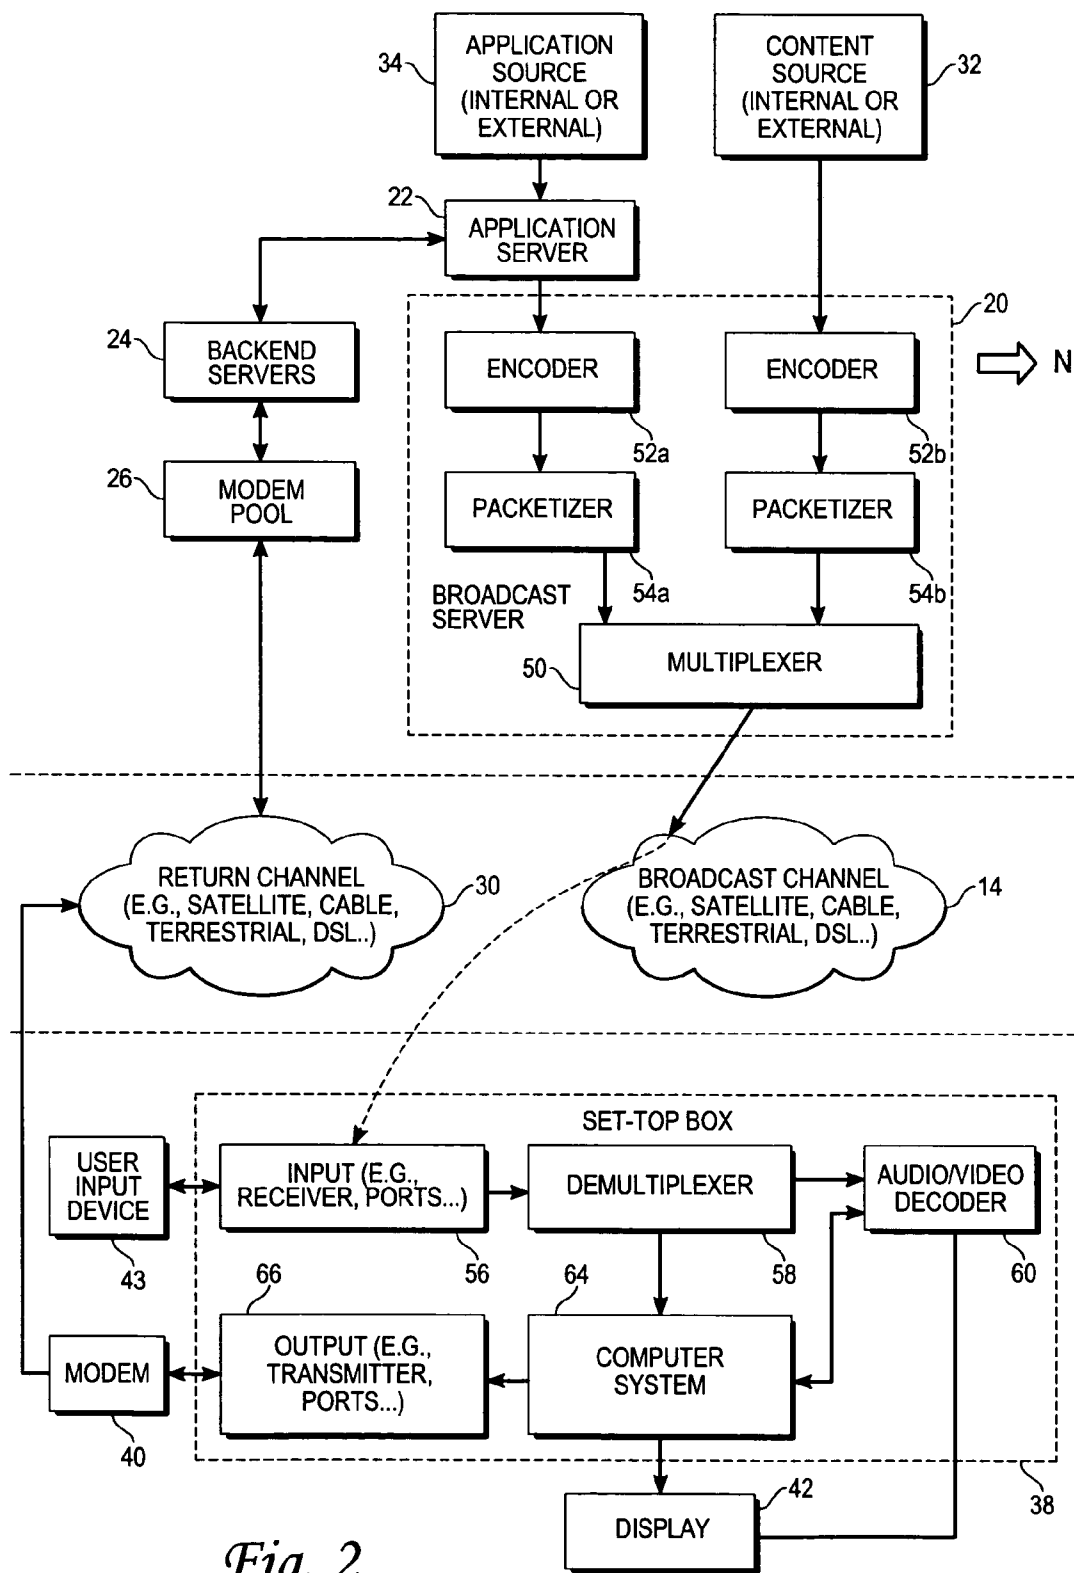 34
APPLICATION
SOURCE
(INTERNAL OR
EXTERNAL)
CONTENT
SOURCE
(INTERNAL OR
EXTERNAL)
32
22
APPLICATION
SERVER
20
24
BACKEND
SERVERS
ENCODER
52a
ENCODER
52b
N
26
MODEM
POOL
PACKETIZER
54a
PACKETIZER
54b
BROADCAST
SERVER
50
MULTIPLEXER
RETURN CHANNEL
(E.G., SATELLITE, CABLE,
TERRESTRIAL, DSL..)
30
BROADCAST CHANNEL
(E.G., SATELLITE, CABLE,
TERRESTRIAL, DSL..)
14
SET-TOP BOX
USER
INPUT
DEVICE
43
INPUT (E.G.,
RECEIVER, PORTS...)
56
DEMULTIPLEXER
58
AUDIO/VIDEO
DECODER
60
66
64
MODEM
40
OUTPUT (E.G.,
TRANSMITTER,
PORTS...)
COMPUTER
SYSTEM
38
42
DISPLAY
Fig. 2